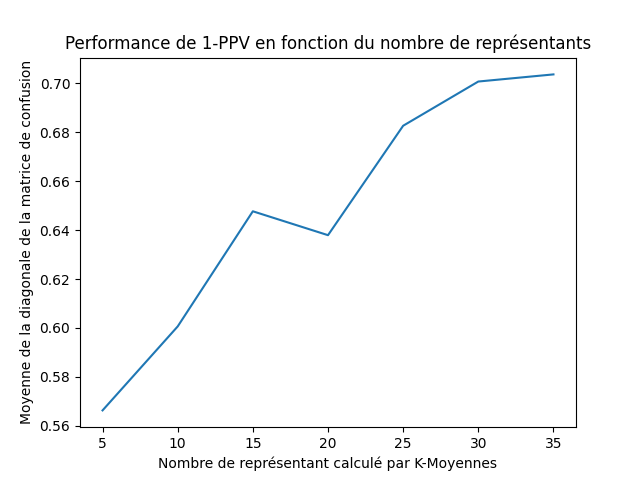 Performance de 1-PPV en fonction du nombre de représentants
Moyenne de la diagonale de la matrice de confusion
0.70
0.68
0.66
0.64
0.62
0.60
0.58
0.56
5 10 15 20 25 30 35
Nombre de représentant calculé par K-Moyennes